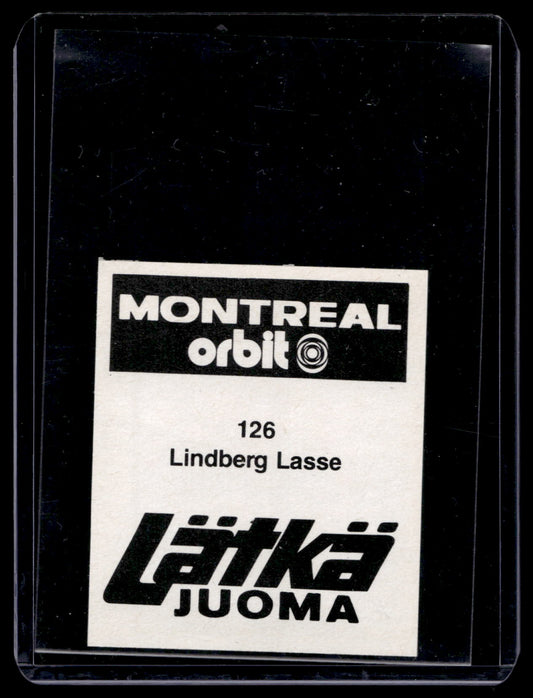 MONTREAL
orbit
126
Lindberg Lasse
Lätkä
JUOMA